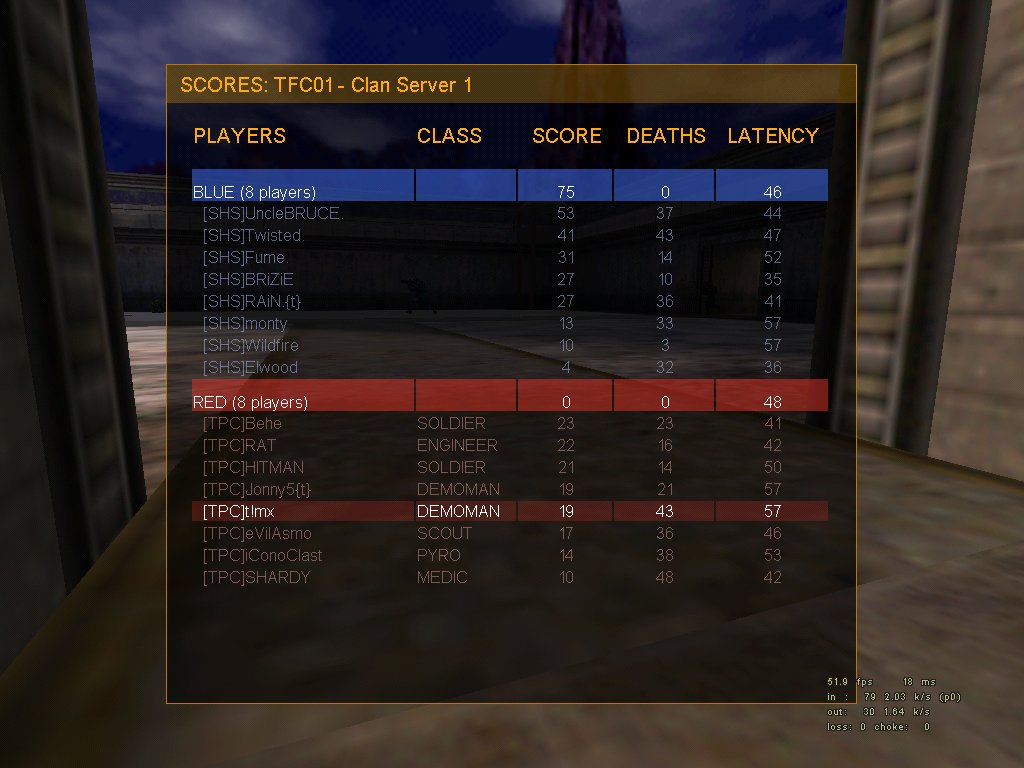 SCORES: TFC01 - Clan Server 1
PLAYERS CLASS SCORE DEATHS LATENCY
BLUE (8 players) 75 0 46
[SHS]UncleBRUCE. 53 37 44
[SHS]Twisted. 41 43 47
[SHS]Fume. 31 14 52
[SHS]BRiZiE 27 10 35
[SHS]RAiN.{t} 27 36 41
[SHS]monty 13 33 57
[SHS]Wildfire 10 3 57
[SHS]Elwood 4 32 36
RED (8 players) 0 0 48
[TPC]Behe SOLDIER 23 23 41
[TPC]RAT ENGINEER 22 16 42
[TPC]HITMAN SOLDIER 21 14 50
[TPC]Jonny5{t} DEMOMAN 19 21 57
[TPC]t!mx DEMOMAN 19 43 57
[TPC]eVilAsmo SCOUT 17 36 46
[TPC]iConoClast PYRO 14 38 53
[TPC]SHARDY MEDIC 10 48 42
51.9 fps 18 ms
in : 79 2.03 k/s (p0)
out: 30 1.64 k/s
loss: 0 choke: 0